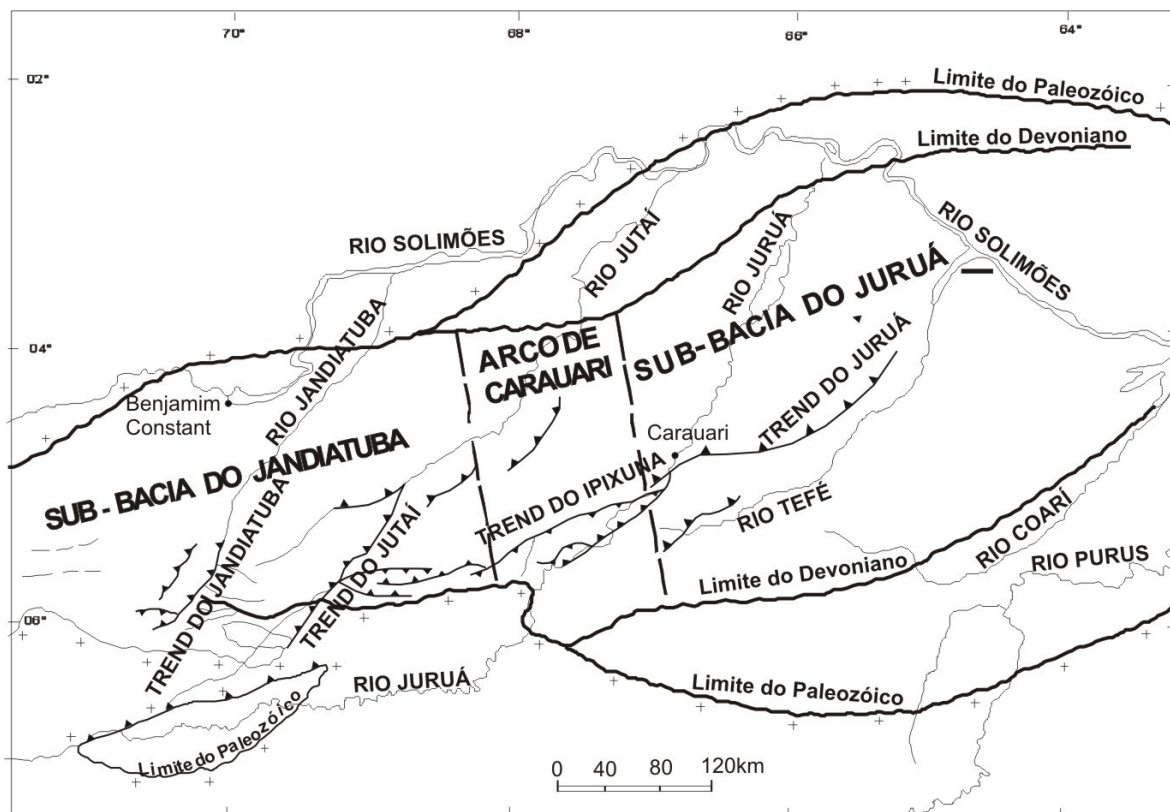 70°
68°
66°
64°
02°
Limite do Paleozóico
Limite do Devoniano
RIO SOLIMÕES
RIO JUTAÍ
RIO JURUÁ
RIO SOLIMÕES
SUB-BACIA DO JURUÁ
04°
RIO JANDIATUBA
ARCO DE
CARAUARI
TREND DO JURUÁ
Benjamim
Constant
Carauari
SUB-BACIA DO JANDIATUBA
TREND DO IPIXUNA
RIO TEFÉ
RIO COARÍ
TREND DO JANDIATUBA
TREND DO JUTAÍ
Limite do Devoniano
RIO PURUS
06°
RIO JURUÁ
Limite do Paleozóico
Limite do Paleozóico
0 40 80 120km